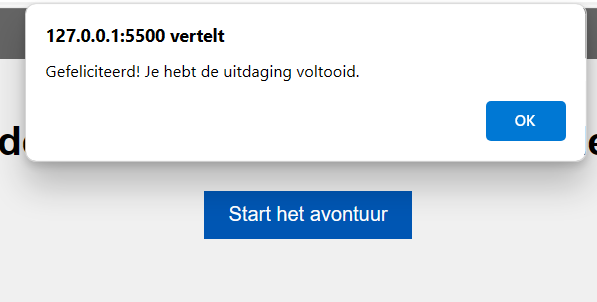 127.0.0.1:5500 vertelt
Gefeliciteerd! Je hebt de uitdaging voltooid.
OK
Start het avontuur